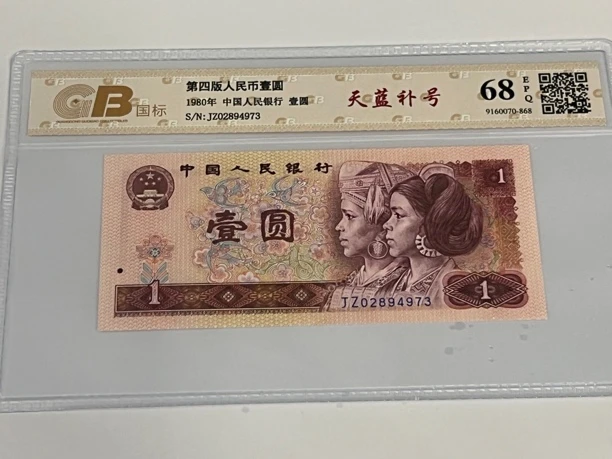 GB国标
第四版人民币壹圆
1980年 中国人民银行 壹圆
S/N:JZ02894973
天蓝补号
68
EPQ
9160070-868
中国人民银行
1
壹圆
1
JZ02894973
1